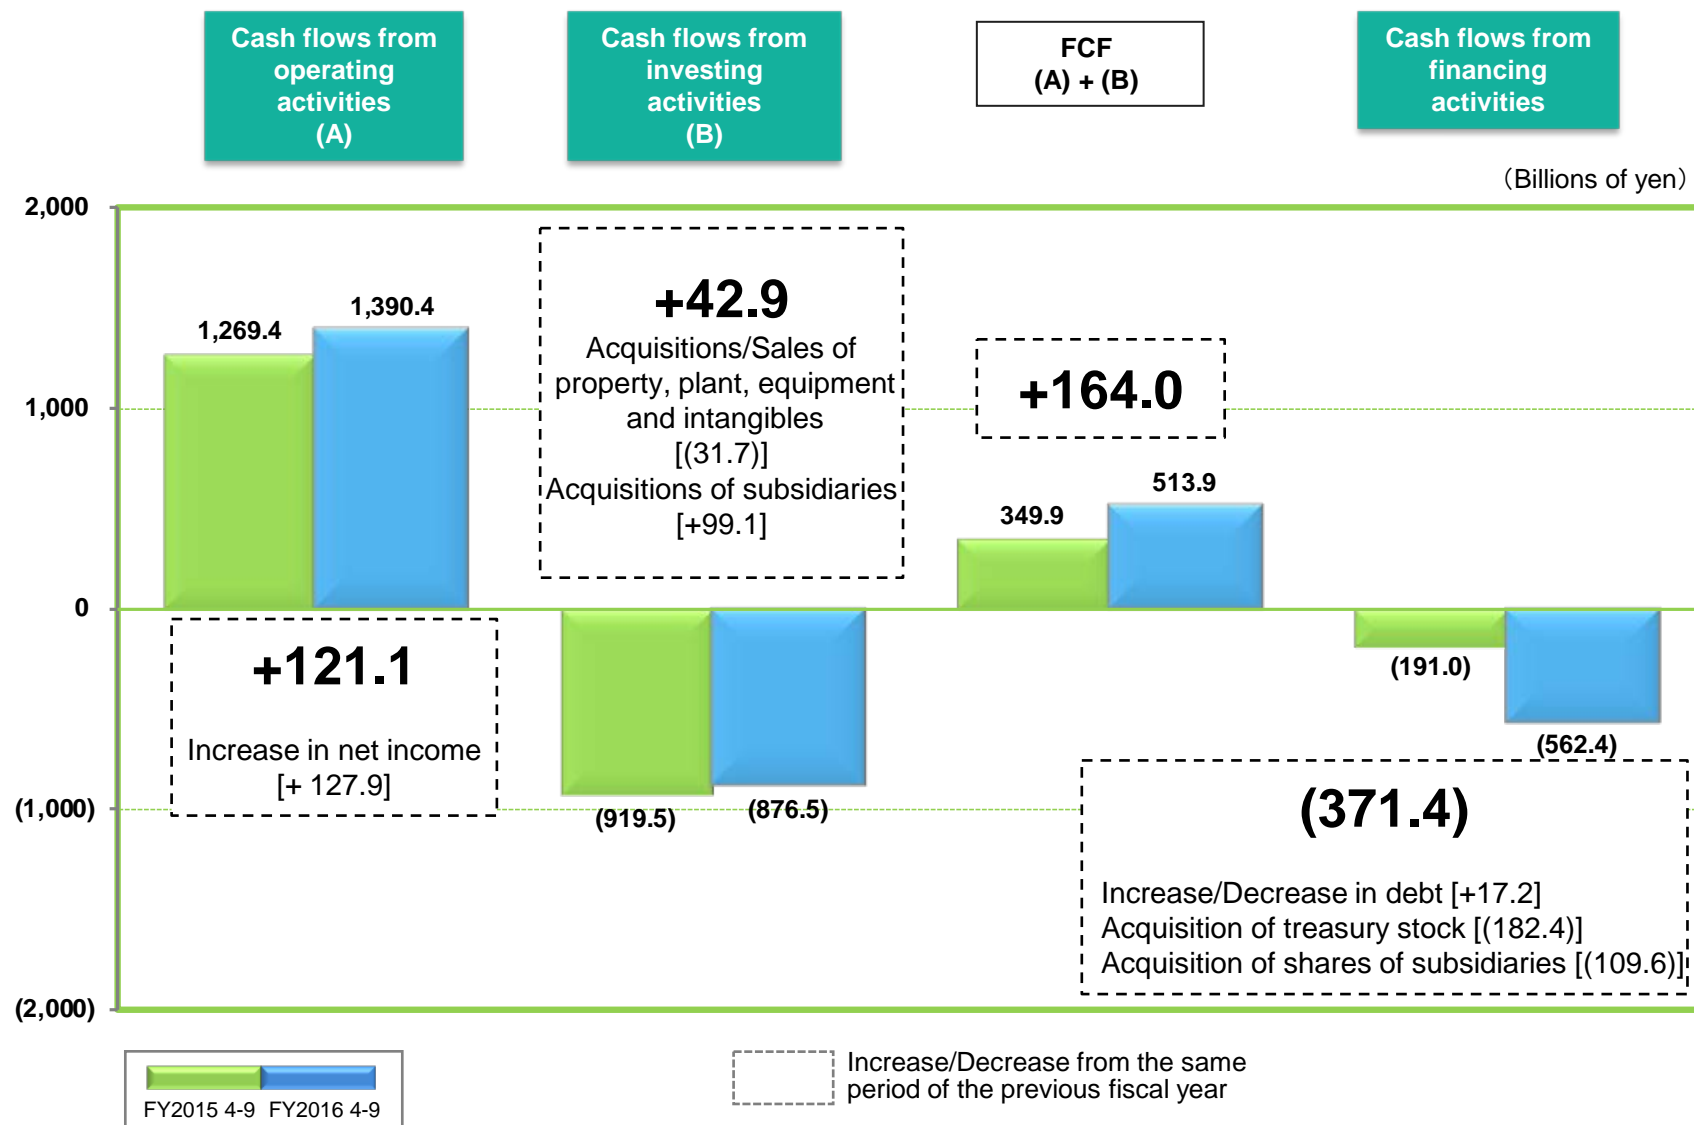 Cash flows from
operating
activities
(A)
Cash flows from
investing
activities
(B)
FCF
(A) + (B)
Cash flows from
financing
activities
（Billions of yen）
2,000
1,000
0
(1,000)
(2,000)
1,269.4
1,390.4
+121.1
Increase in net income
[+ 127.9]
+42.9
Acquisitions/Sales of
property, plant, equipment
and intangibles
[(31.7)]
Acquisitions of subsidiaries
[+99.1]
(919.5)
(876.5)
+164.0
349.9
513.9
(191.0)
(562.4)
(371.4)
Increase/Decrease in debt [+17.2]
Acquisition of treasury stock [(182.4)]
Acquisition of shares of subsidiaries [(109.6)]
FY2015 4-9 FY2016 4-9
Increase/Decrease from the same
period of the previous fiscal year